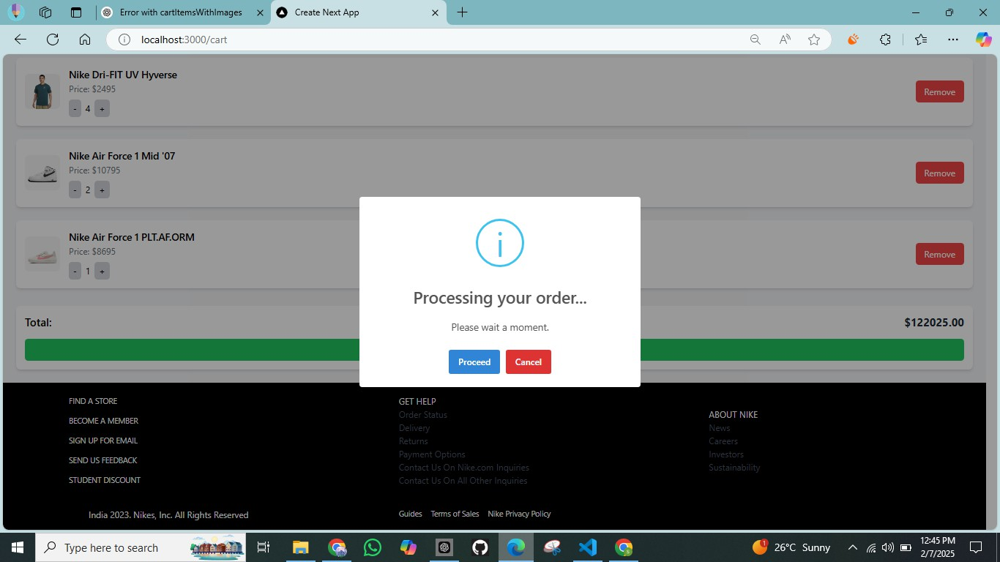 Error with cartItemsWithImages
Create Next App
localhost:3000/cart
Nike Dri-FIT UV Hyverse
Price: $2495
- 4 +
Remove
Nike Air Force 1 Mid '07
Price: $10795
- 2 +
Remove
Nike Air Force 1 PLT.AF.ORM
Price: $8695
- 1 +
Remove
Total:
$122025.00
i
Processing your order...
Please wait a moment.
Proceed
Cancel
FIND A STORE
BECOME A MEMBER
SIGN UP FOR EMAIL
SEND US FEEDBACK
STUDENT DISCOUNT
GET HELP
Order Status
Delivery
Returns
Payment Options
Contact Us On Nike.com Inquiries
Contact Us On All Other Inquiries
ABOUT NIKE
News
Careers
Investors
Sustainability
India 2023. Nikes, Inc. All Rights Reserved
Guides Terms of Sales Nike Privacy Policy
Type here to search
1
26°C Sunny
12:45 PM
2/7/2025